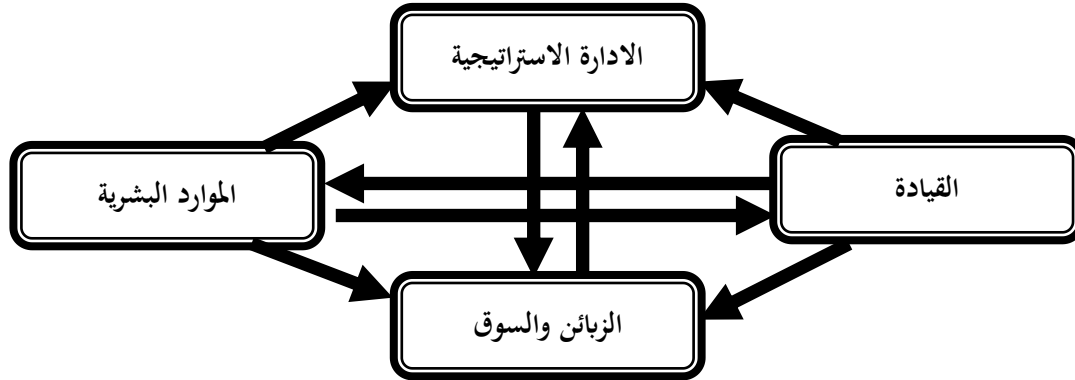 الادارة الاستراتيجية
القيادة
الموارد البشرية
الزبائن والسوق